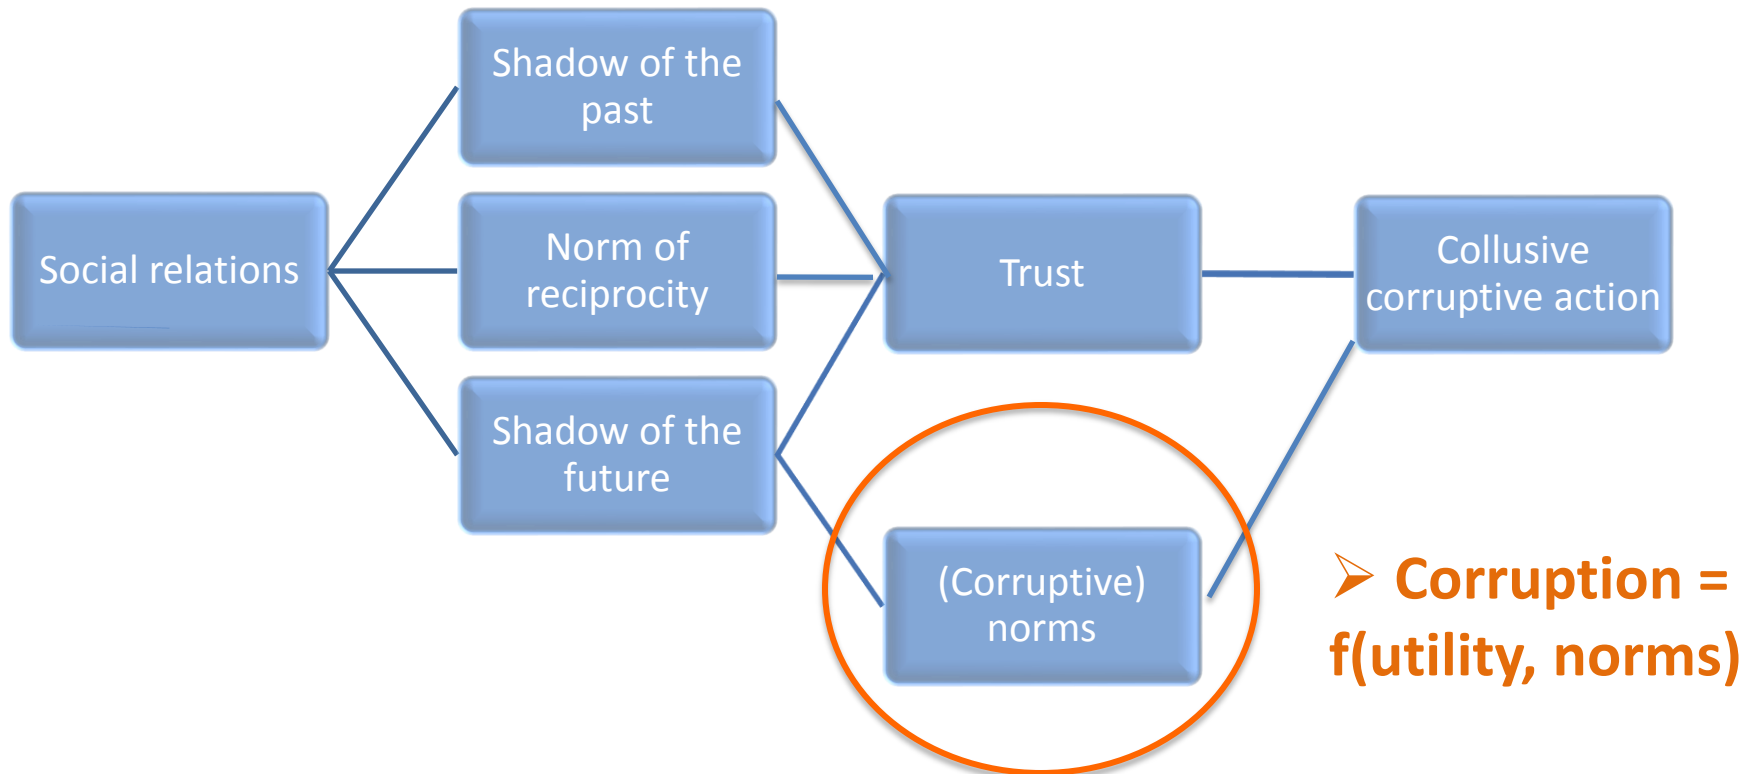 Shadow of the
past
Social relations
Norm of
reciprocity
Trust
Collusive
corruptive action
Shadow of the
future
(Corruptive)
norms
➢ Corruption =
f(utility, norms)